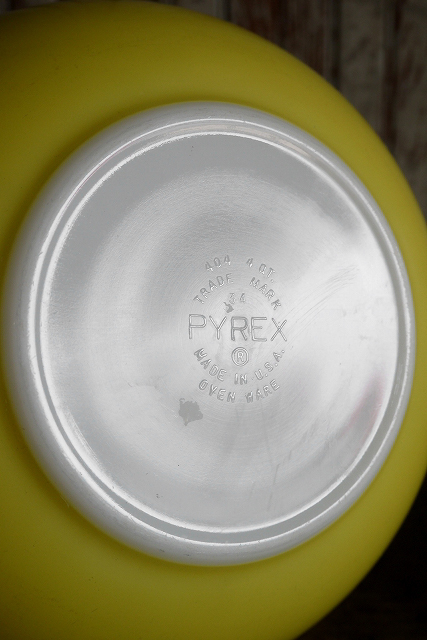 404 4 QT.
TRADE MARK
PYREX
®
MADE IN U.S.A.
OVEN WARE